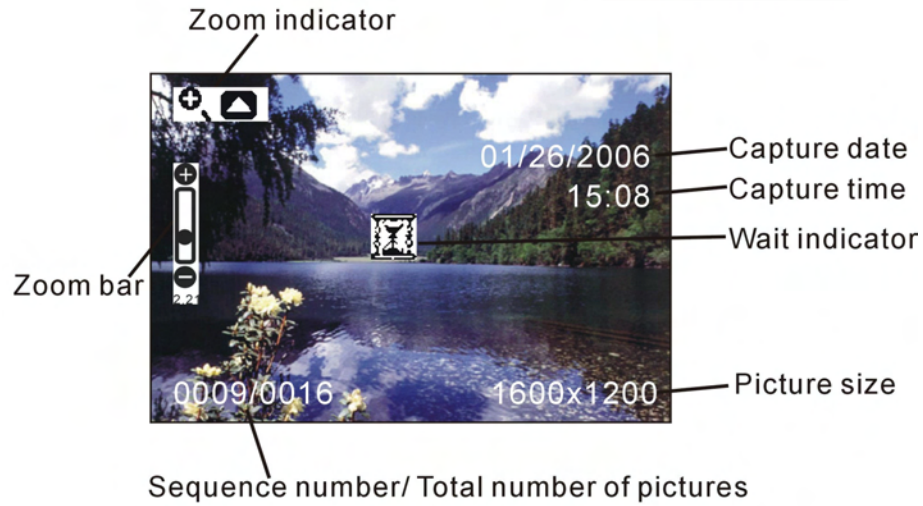 Zoom indicator
01/26/2006
Capture date
15:08
Capture time
Wait indicator
Zoom bar
2.21
0009/0016
1600x1200
Picture size
Sequence number/ Total number of pictures